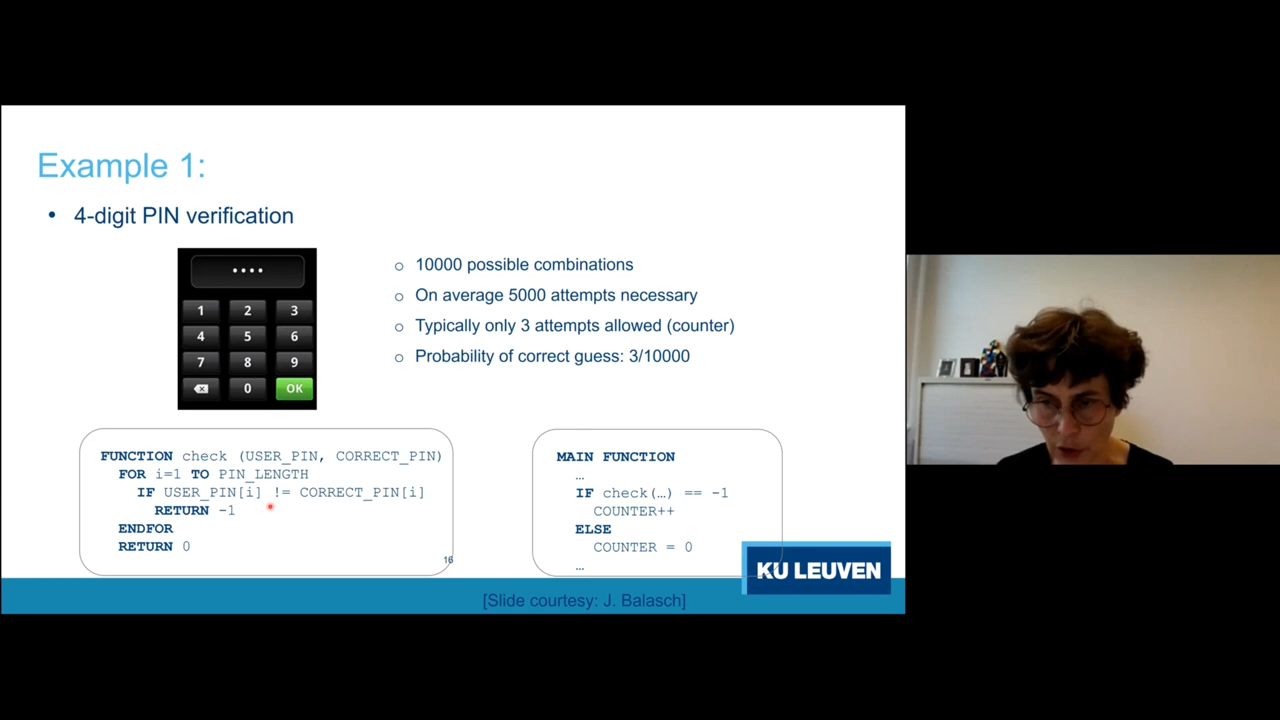 Example 1:
• 4-digit PIN verification
••••
1 2 3
4 5 6
7 8 9
0 OK
o 10000 possible combinations
o On average 5000 attempts necessary
o Typically only 3 attempts allowed (counter)
o Probability of correct guess: 3/10000
FUNCTION check (USER_PIN, CORRECT_PIN)
FOR i=1 TO PIN_LENGTH
IF USER_PIN[i] != CORRECT_PIN[i]
RETURN -1
ENDFOR
RETURN 0
16
MAIN FUNCTION
…
IF check(…) == -1
COUNTER++
ELSE
COUNTER = 0
…
KU LEUVEN
[Slide courtesy: J. Balasch]